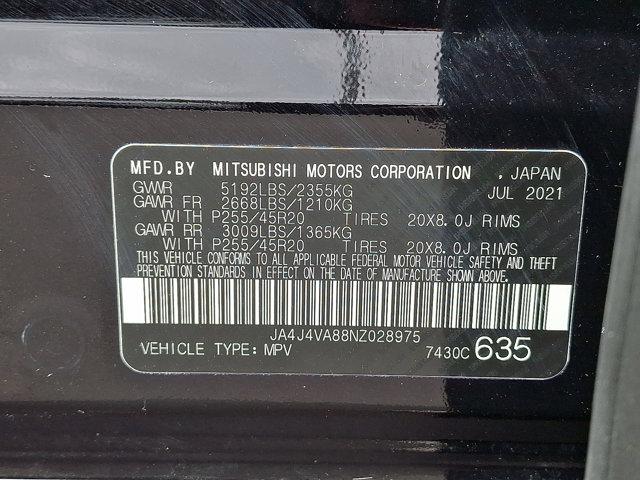 MFD.BY MITSUBISHI MOTORS CORPORATION , JAPAN
GWWR 5192LBS/2355KG JUL 2021
GAWR FR 2668LBS/1210KG
WITH P255/45R20 TIRES 20X8.0J RIMS
GAWR RR 3009LBS/1365KG
WITH P255/45R20 TIRES 20X8.0J RIMS
THIS VEHICLE CONFORMS TO ALL APPLICABLE FEDERAL MOTOR VEHICLE SAFETY AND THEFT
PREVENTION STANDARDS IN EFFECT ON THE DATE OF MANUFACTURE SHOWN ABOVE.
JA4J4VA88NZ028975
VEHICLE TYPE: MPV 7430C 635